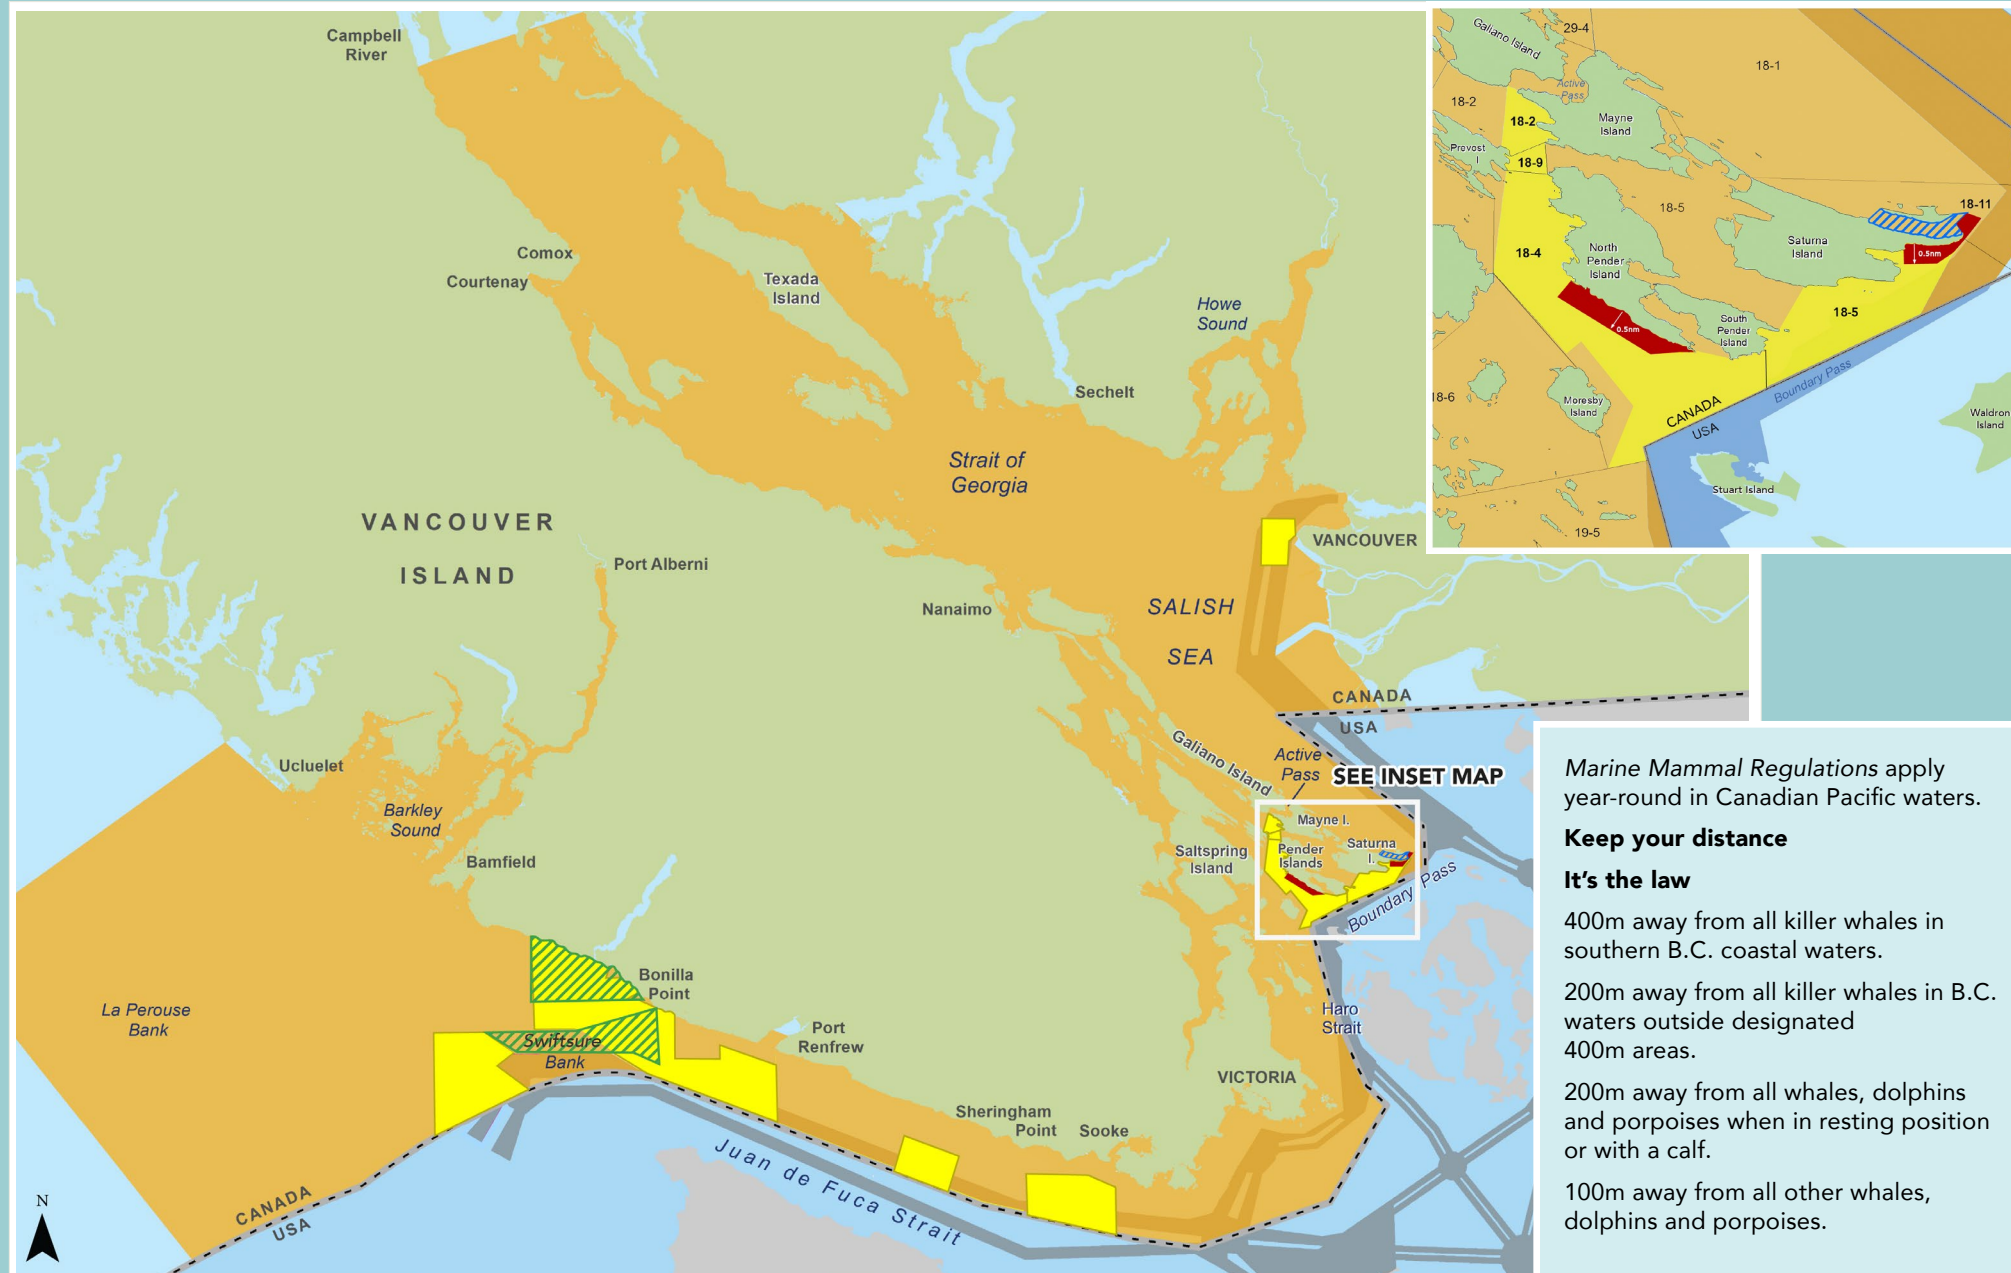 Campbell
River
Comox
Courtenay
Texada
Island
Howe
Sound
Sechelt
Strait of
Georgia
VANCOUVER
ISLAND
Port Alberni
VANCOUVER
Nanaimo
SALISH
SEA
CANADA
USA
Galiano Island
Active
Pass
SEE INSET MAP
Ucluelet
Barkley
Sound
Bamfield
Mayne I.
Saltspring
Island
Pender
Islands
Saturna
I.
Boundary Pass
Bonilla
Point
La Perouse
Bank
Swiftsure
Bank
Port
Renfrew
Haro
Strait
VICTORIA
Sheringham
Point
Sooke
Juan de Fuca Strait
CANADA
USA
N
Galiano Island
29-4
18-1
Active
Pass
18-2
18-2
Mayne
Island
Prevost
I
18-9
18-5
18-11
18-4
North
Pender
Island
Saturna
Island
0.5nm
0.5nm
South
Pender
Island
18-5
Boundary Pass
18-6
Moresby
Island
CANADA
USA
Waldron
Island
Stuart Island
19-5
Marine Mammal Regulations apply
year-round in Canadian Pacific waters.
Keep your distance
It's the law
400m away from all killer whales in
southern B.C. coastal waters.
200m away from all killer whales in B.C.
waters outside designated
400m areas.
200m away from all whales, dolphins
and porpoises when in resting position
or with a calf.
100m away from all other whales,
dolphins and porpoises.